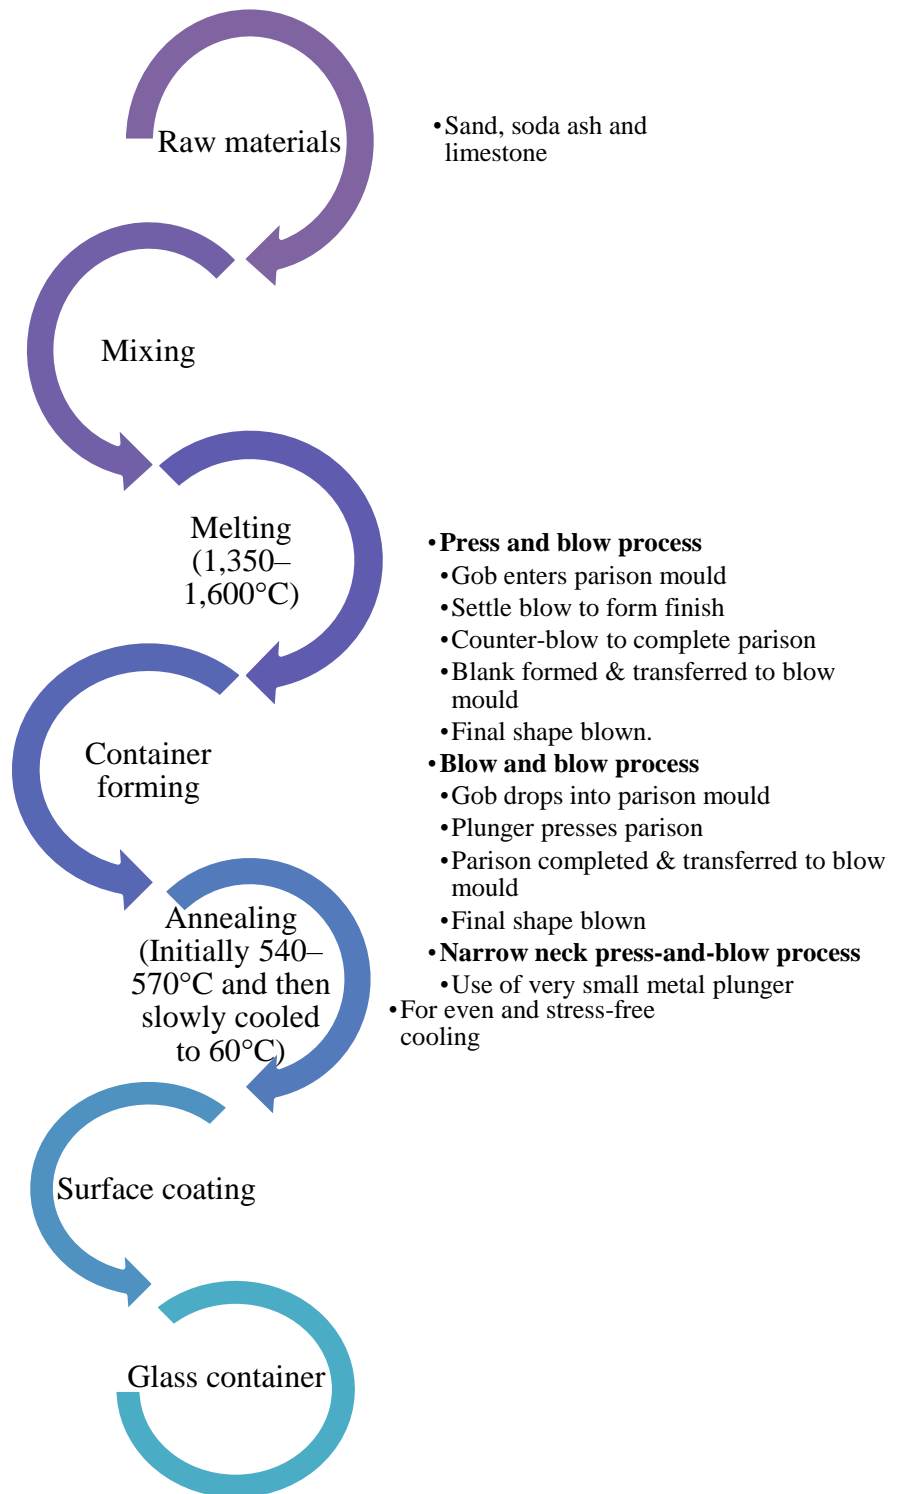 Raw materials
•Sand, soda ash and
limestone
Mixing
Melting
(1,350–
1,600°C)
•Press and blow process
•Gob enters parison mould
•Settle blow to form finish
•Counter-blow to complete parison
•Blank formed & transferred to blow
mould
•Final shape blown.
•Blow and blow process
•Gob drops into parison mould
•Plunger presses parison
•Parison completed & transferred to blow
mould
•Final shape blown
•Narrow neck press-and-blow process
•Use of very small metal plunger
Container
forming
Annealing
(Initially 540–
570°C and then
slowly cooled
to 60°C)
•For even and stress-free
cooling
Surface coating
Glass container